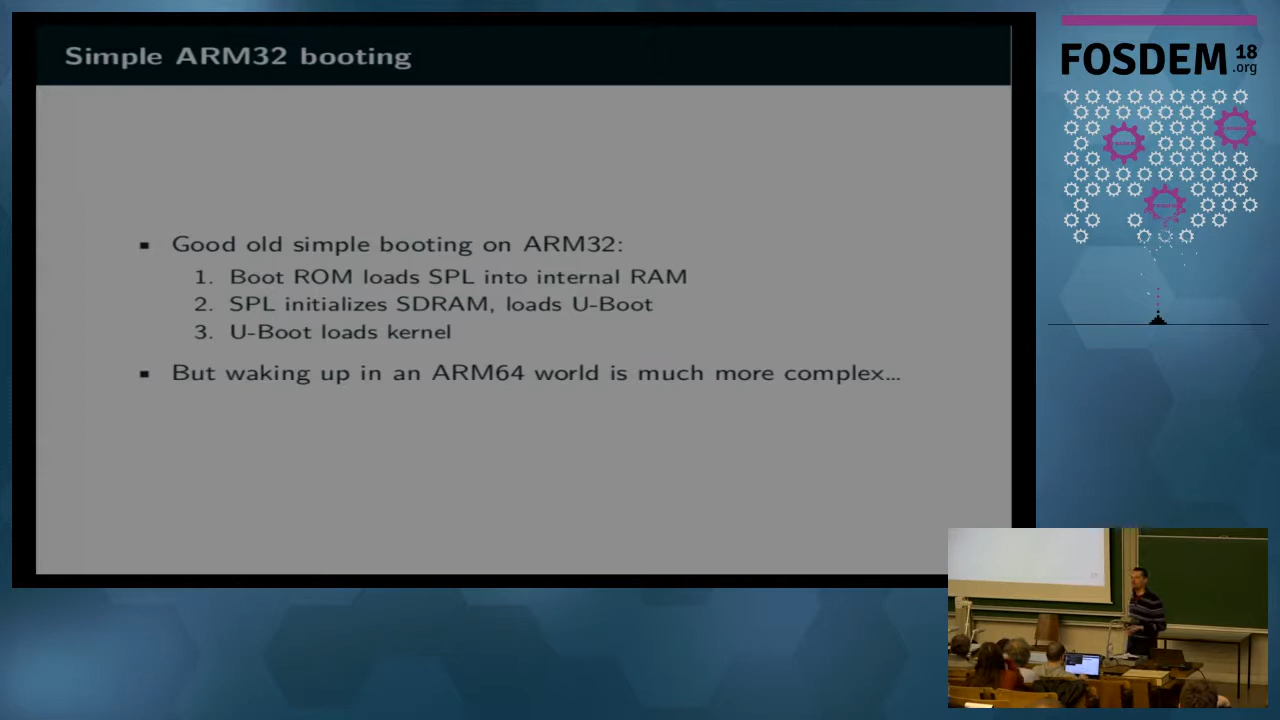 Simple ARM32 booting
▪ Good old simple booting on ARM32:
1. Boot ROM loads SPL into internal RAM
2. SPL initializes SDRAM, loads U-Boot
3. U-Boot loads kernel
▪ But waking up in an ARM64 world is much more complex...
FOSDEM 18
.org